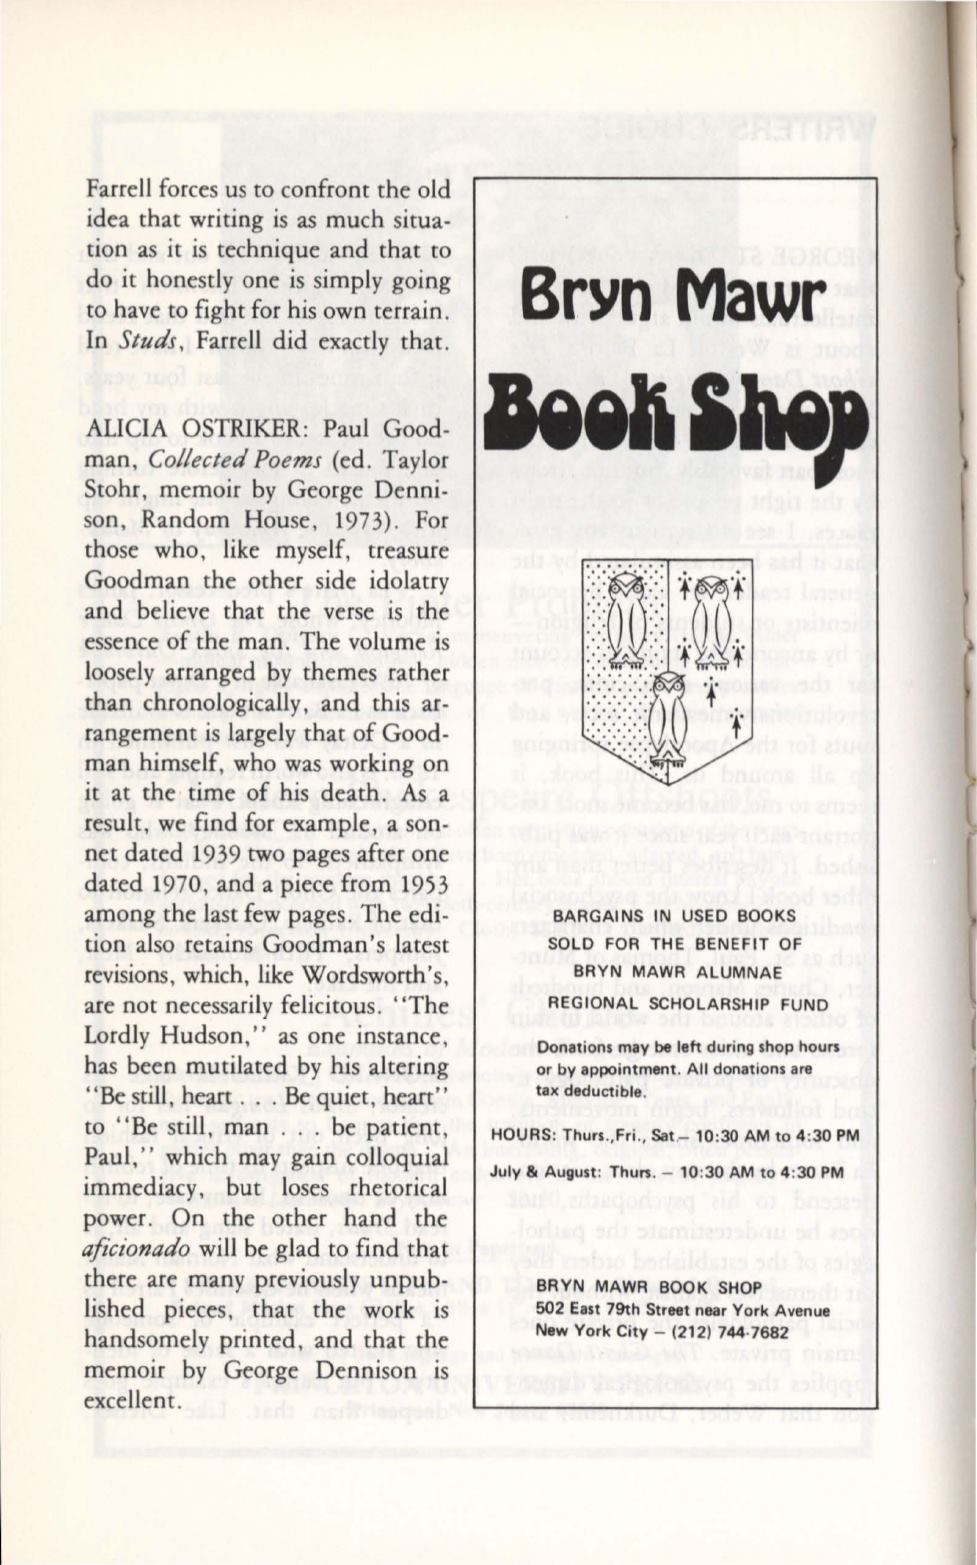 Farrell forces us to confront the old
idea that writing is as much situa-
tion as it is technique and that to
do it honestly one is simply going
to have to fight for his own terrain.
In Studs, Farrell did exactly that.
ALICIA OSTRIKER: Paul Good-
man, Collected Poems (ed. Taylor
Stohr, memoir by George Denni-
son, Random House, 1973). For
those who, like myself, treasure
Goodman the other side idolatry
and believe that the verse is the
essence of the man. The volume is
loosely arranged by themes rather
than chronologically, and this ar-
rangement is largely that of Good-
man himself, who was working on
it at the time of his death. As a
result, we find for example, a son-
net dated 1939 two pages after one
dated 1970, and a piece from 1953
among the last few pages. The edi-
tion also retains Goodman's latest
revisions, which, like Wordsworth's,
are not necessarily felicitous. "The
Lordly Hudson," as one instance,
has been mutilated by his altering
"Be still, heart . . . Be quiet, heart"
to "Be still, man . . . be patient,
Paul," which may gain colloquial
immediacy, but loses rhetorical
power. On the other hand the
aficionado will be glad to find that
there are many previously unpub-
lished pieces, that the work is
handsomely printed, and that the
memoir by George Dennison is
excellent.
Bryn Mawr
Book Shop
BARGAINS IN USED BOOKS
SOLD FOR THE BENEFIT OF
BRYN MAWR ALUMNAE
REGIONAL SCHOLARSHIP FUND
Donations may be left during shop hours
or by appointment. All donations are
tax deductible.
HOURS: Thurs.,Fri., Sat.– 10:30 AM to 4:30 PM
July & August: Thurs. – 10:30 AM to 4:30 PM
BRYN MAWR BOOK SHOP
502 East 79th Street near York Avenue
New York City – (212) 744-7682